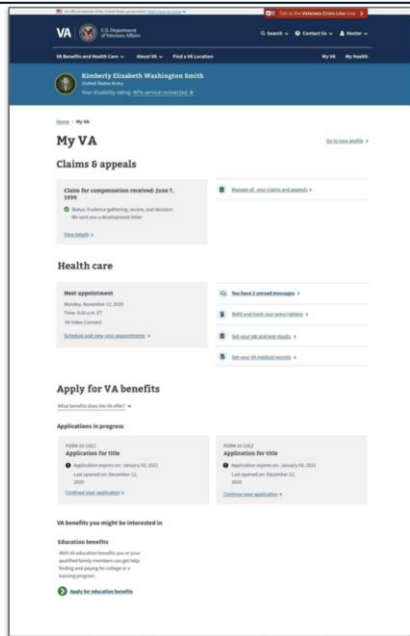 An official website of the United States government
Talk to the Veterans Crisis Line now
VA
U.S. Department
of Veterans Affairs
Search
Contact Us
Hector
VA Benefits and Health Care
About VA
Find a VA Location
My VA
My Health
Kimberly Elizabeth Washington Smith
United States Army
Your disability rating: 40% service connected
Home › My VA
My VA
Go to your profile
Claims & appeals
Claim for compensation received: June 7,
1999
Status: Evidence gathering, review, and decision
We sent you a development letter
View details
Manage all your claims and appeals
Health care
Next appointment
Monday, November 12, 2020
Time: 9:00 a.m. ET
VA Video Connect
Schedule and view your appointments
You have 2 unread messages
Refill and track your prescriptions
Get your lab and test results
Get your VA medical records
Apply for VA benefits
What benefits does the VA offer?
Applications in progress
FORM 10-10EZ
Application for title
Application expires on: January 02, 2021
Last opened on: December 12,
2020
Continue your application
FORM 10-10EZ
Application for title
Application expires on: January 02, 2021
Last opened on: December 12,
2020
Continue your application
VA benefits you might be interested in
Education benefits
With VA education benefits you or your
qualified family members can get help
finding and paying for college or a
training program.
Apply for education benefits